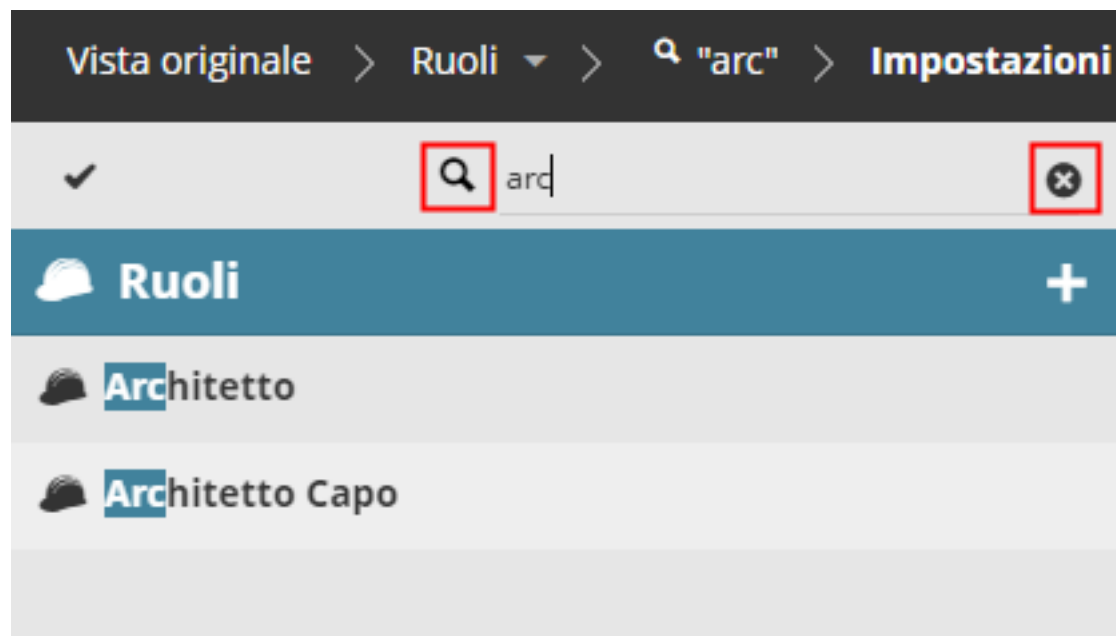 Vista originale > Ruoli > "arc" > Impostazioni
arc
Ruoli
Architetto
Architetto Capo